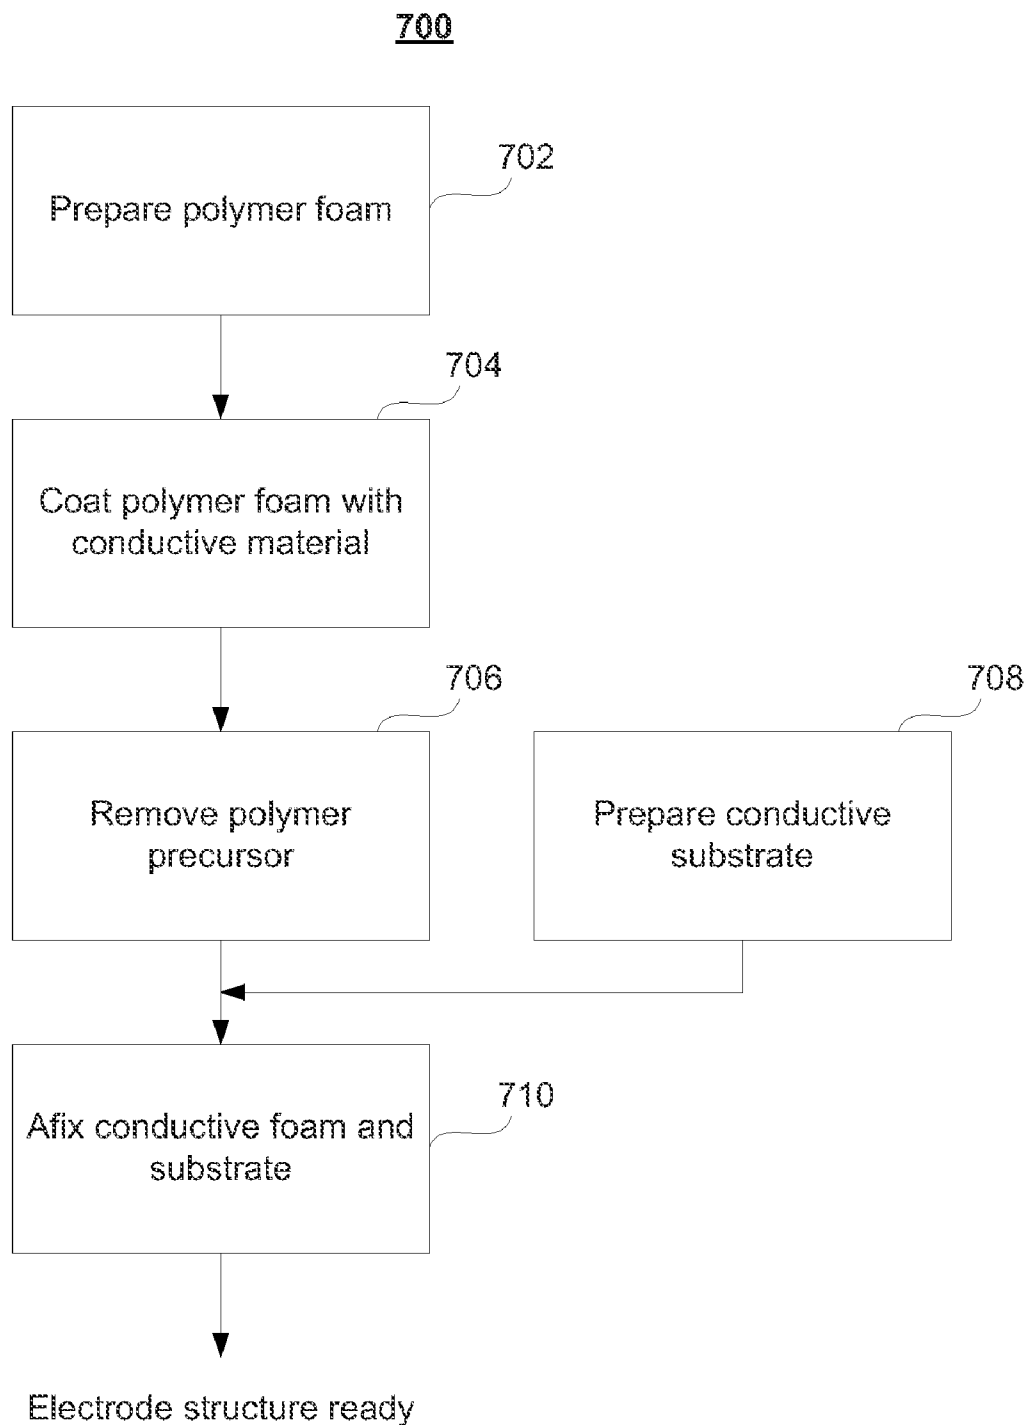 700
702
Prepare polymer foam
704
Coat polymer foam with
conductive material
706
708
Remove polymer
precursor
Prepare conductive
substrate
710
Afix conductive foam and
substrate
Electrode structure ready